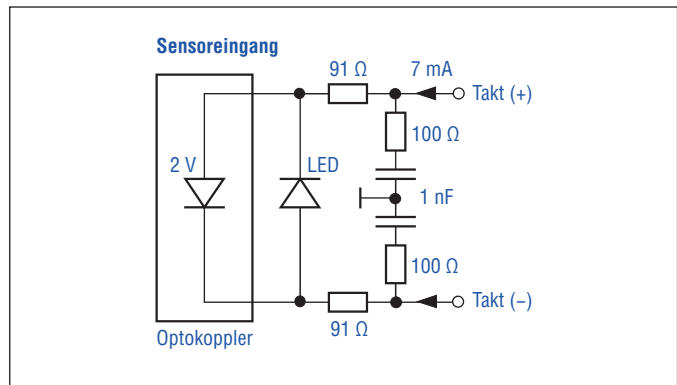 Sensoreingang
91 Ω
7 mA
Takt (+)
100 Ω
2 V
LED
1 nF
100 Ω
Takt (–)
91 Ω
Optokoppler